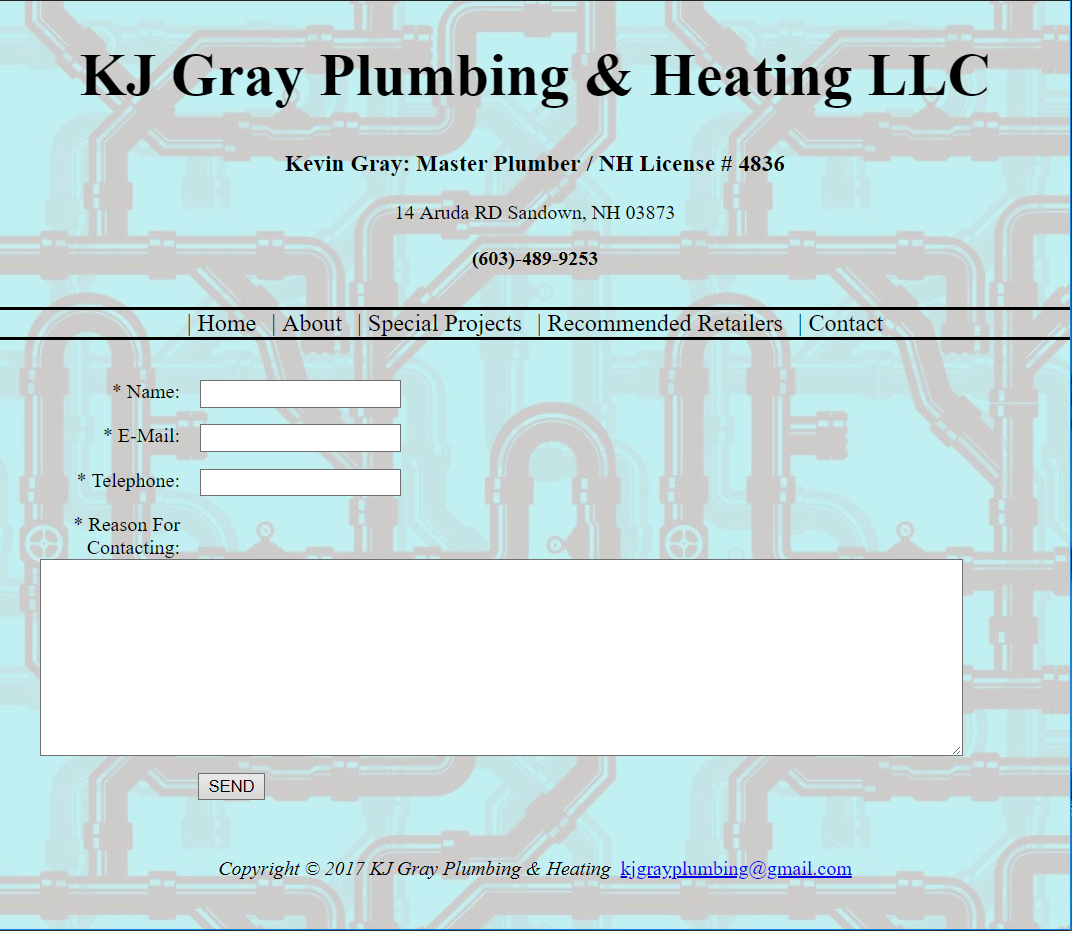 KJ Gray Plumbing & Heating LLC
Kevin Gray: Master Plumber / NH License # 4836
14 Aruda RD Sandown, NH 03873
(603)-489-9253
| Home | About | Special Projects | Recommended Retailers | Contact
* Name:
* E-Mail:
* Telephone:
* Reason For
Contacting:
SEND
Copyright © 2017 KJ Gray Plumbing & Heating kjgrayplumbing@gmail.com